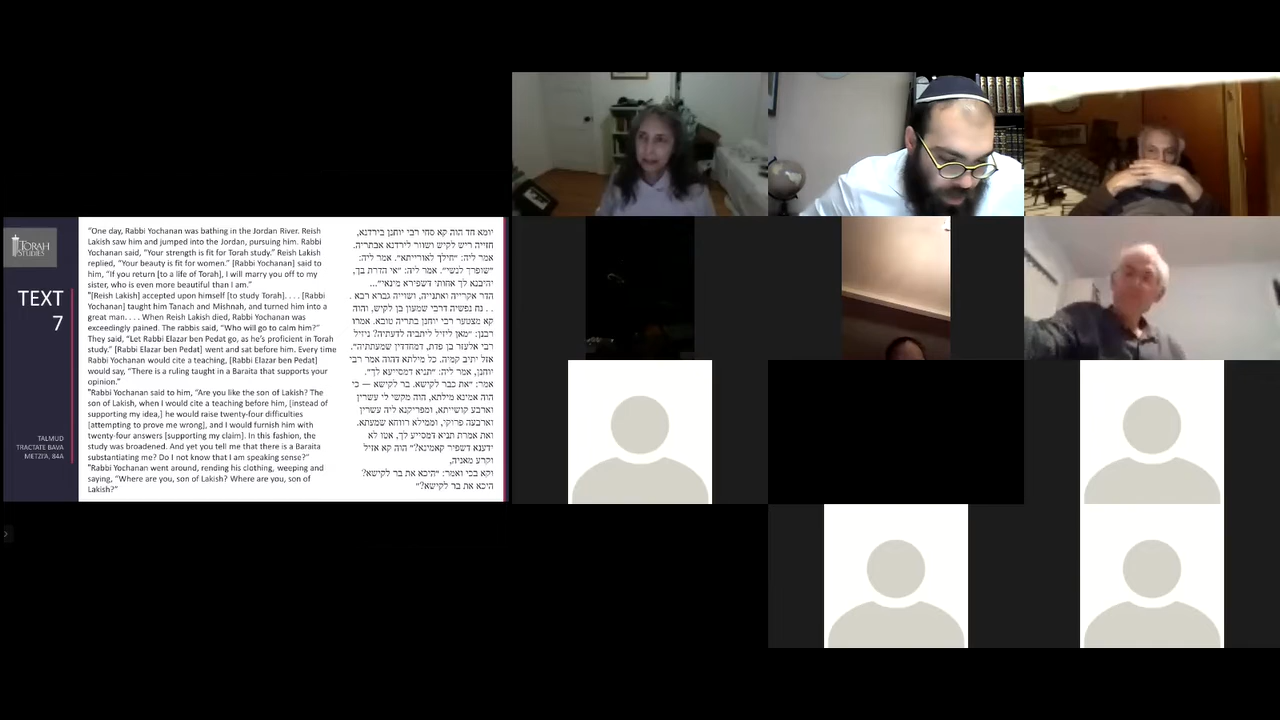 TORAH
STUDIES
TEXT
7
TALMUD
TRACTATE BAVA
METZI'A, 84A
"One day, Rabbi Yochanan was bathing in the Jordan River. Reish
Lakish saw him and jumped into the Jordan, pursuing him. Rabbi
Yochanan said, "Your strength is fit for Torah study." Reish Lakish
replied, "Your beauty is fit for women." [Rabbi Yochanan] said to
him, "If you return [to a life of Torah], I will marry you off to my
sister, who is even more beautiful than I am."
"[Reish Lakish] accepted upon himself [to study Torah]. . . . [Rabbi
Yochanan] taught him Tanach and Mishnah, and turned him into a
great man. . . . When Reish Lakish died, Rabbi Yochanan was
exceedingly pained. The rabbis said, "Who will go to calm him?"
They said, "Let Rabbi Elazar ben Pedat go, as he's proficient in Torah
study." [Rabbi Elazar ben Pedat] went and sat before him. Every time
Rabbi Yochanan would cite a teaching, [Rabbi Elazar ben Pedat]
would say, "There is a ruling taught in a Baraita that supports your
opinion."
"Rabbi Yochanan said to him, "Are you like the son of Lakish? The
son of Lakish, when I would cite a teaching before him, [instead of
supporting my idea,] he would raise twenty-four difficulties
[attempting to prove me wrong], and I would furnish him with
twenty-four answers [supporting my claim]. In this fashion, the
study was broadened. And yet you tell me that there is a Baraita
substantiating me? Do I not know that I am speaking sense?"
"Rabbi Yochanan went around, rending his clothing, weeping and
saying, "Where are you, son of Lakish? Where are you, son of
Lakish?"
יומא חד הוה קא סחי רבי יוחנן בירדנא,
חזייה ריש לקיש ושוור לירדנא אבתריה.
אמר ליה: "חילך לאורייתא". אמר ליה:
"שופרך לנשי". אמר ליה: "אי הדרת בך,
יהיבנא לך אחותי דשפירא מינאי"...
הדר אקרייה ואתנייה, ושוייה גברא רבא .
. . נח נפשיה דרבי שמעון בן לקיש, והוה
קא מצטער רבי יוחנן בתריה טובא. אמרו
רבנן: "מאן ליזיל ליתביה לדעתיה? ניזיל
רבי אלעזר בן פדת, דמחדדין שמעתתיה".
אזל יתיב קמיה. כל מילתא דהוה אמר רבי
יוחנן, אמר ליה: "תניא דמסייעא לך".
אמר: "את כבר לקישא. בר לקישא — כי
הוה אמינא מילתא, הוה מקשי לי עשרין
וארבע קושייתא, ומפריקנא ליה עשרין
וארבעה פרוקי, וממילא רווחא שמעתא.
ואת אמרת תניא דמסייע לך, אטו לא
ידענא דשפיר קאמינא?" הוה קא אזיל
וקרע מאניה,
וקא בכי ואמר: "היכא את בר לקישא?
היכא את בר לקישא?"